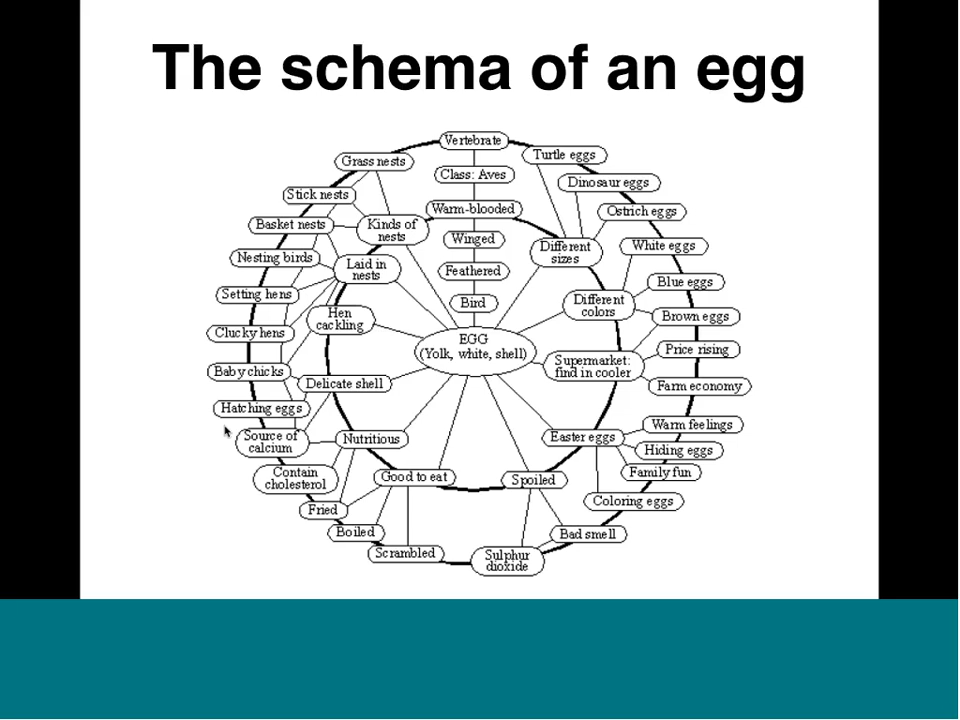 The schema of an egg
Vertebrate
Class: Aves
Warm-blooded
Winged
Feathered
Bird
EGG
(Yolk, white, shell)
Grass nests
Stick nests
Basket nests
Nesting birds
Setting hens
Clucky hens
Baby chicks
Hatching eggs
Source of
calcium
Contain
cholesterol
Fried
Boiled
Scrambled
Kinds of
nests
Laid in
nests
Hen
cackling
Delicate shell
Nutritious
Good to eat
Spoiled
Sulphur
dioxide
Bad smell
Easter eggs
Coloring eggs
Family fun
Hiding eggs
Warm feelings
Supermarket:
find in cooler
Farm economy
Price rising
Different
colors
Brown eggs
Blue eggs
White eggs
Different
sizes
Ostrich eggs
Dinosaur eggs
Turtle eggs